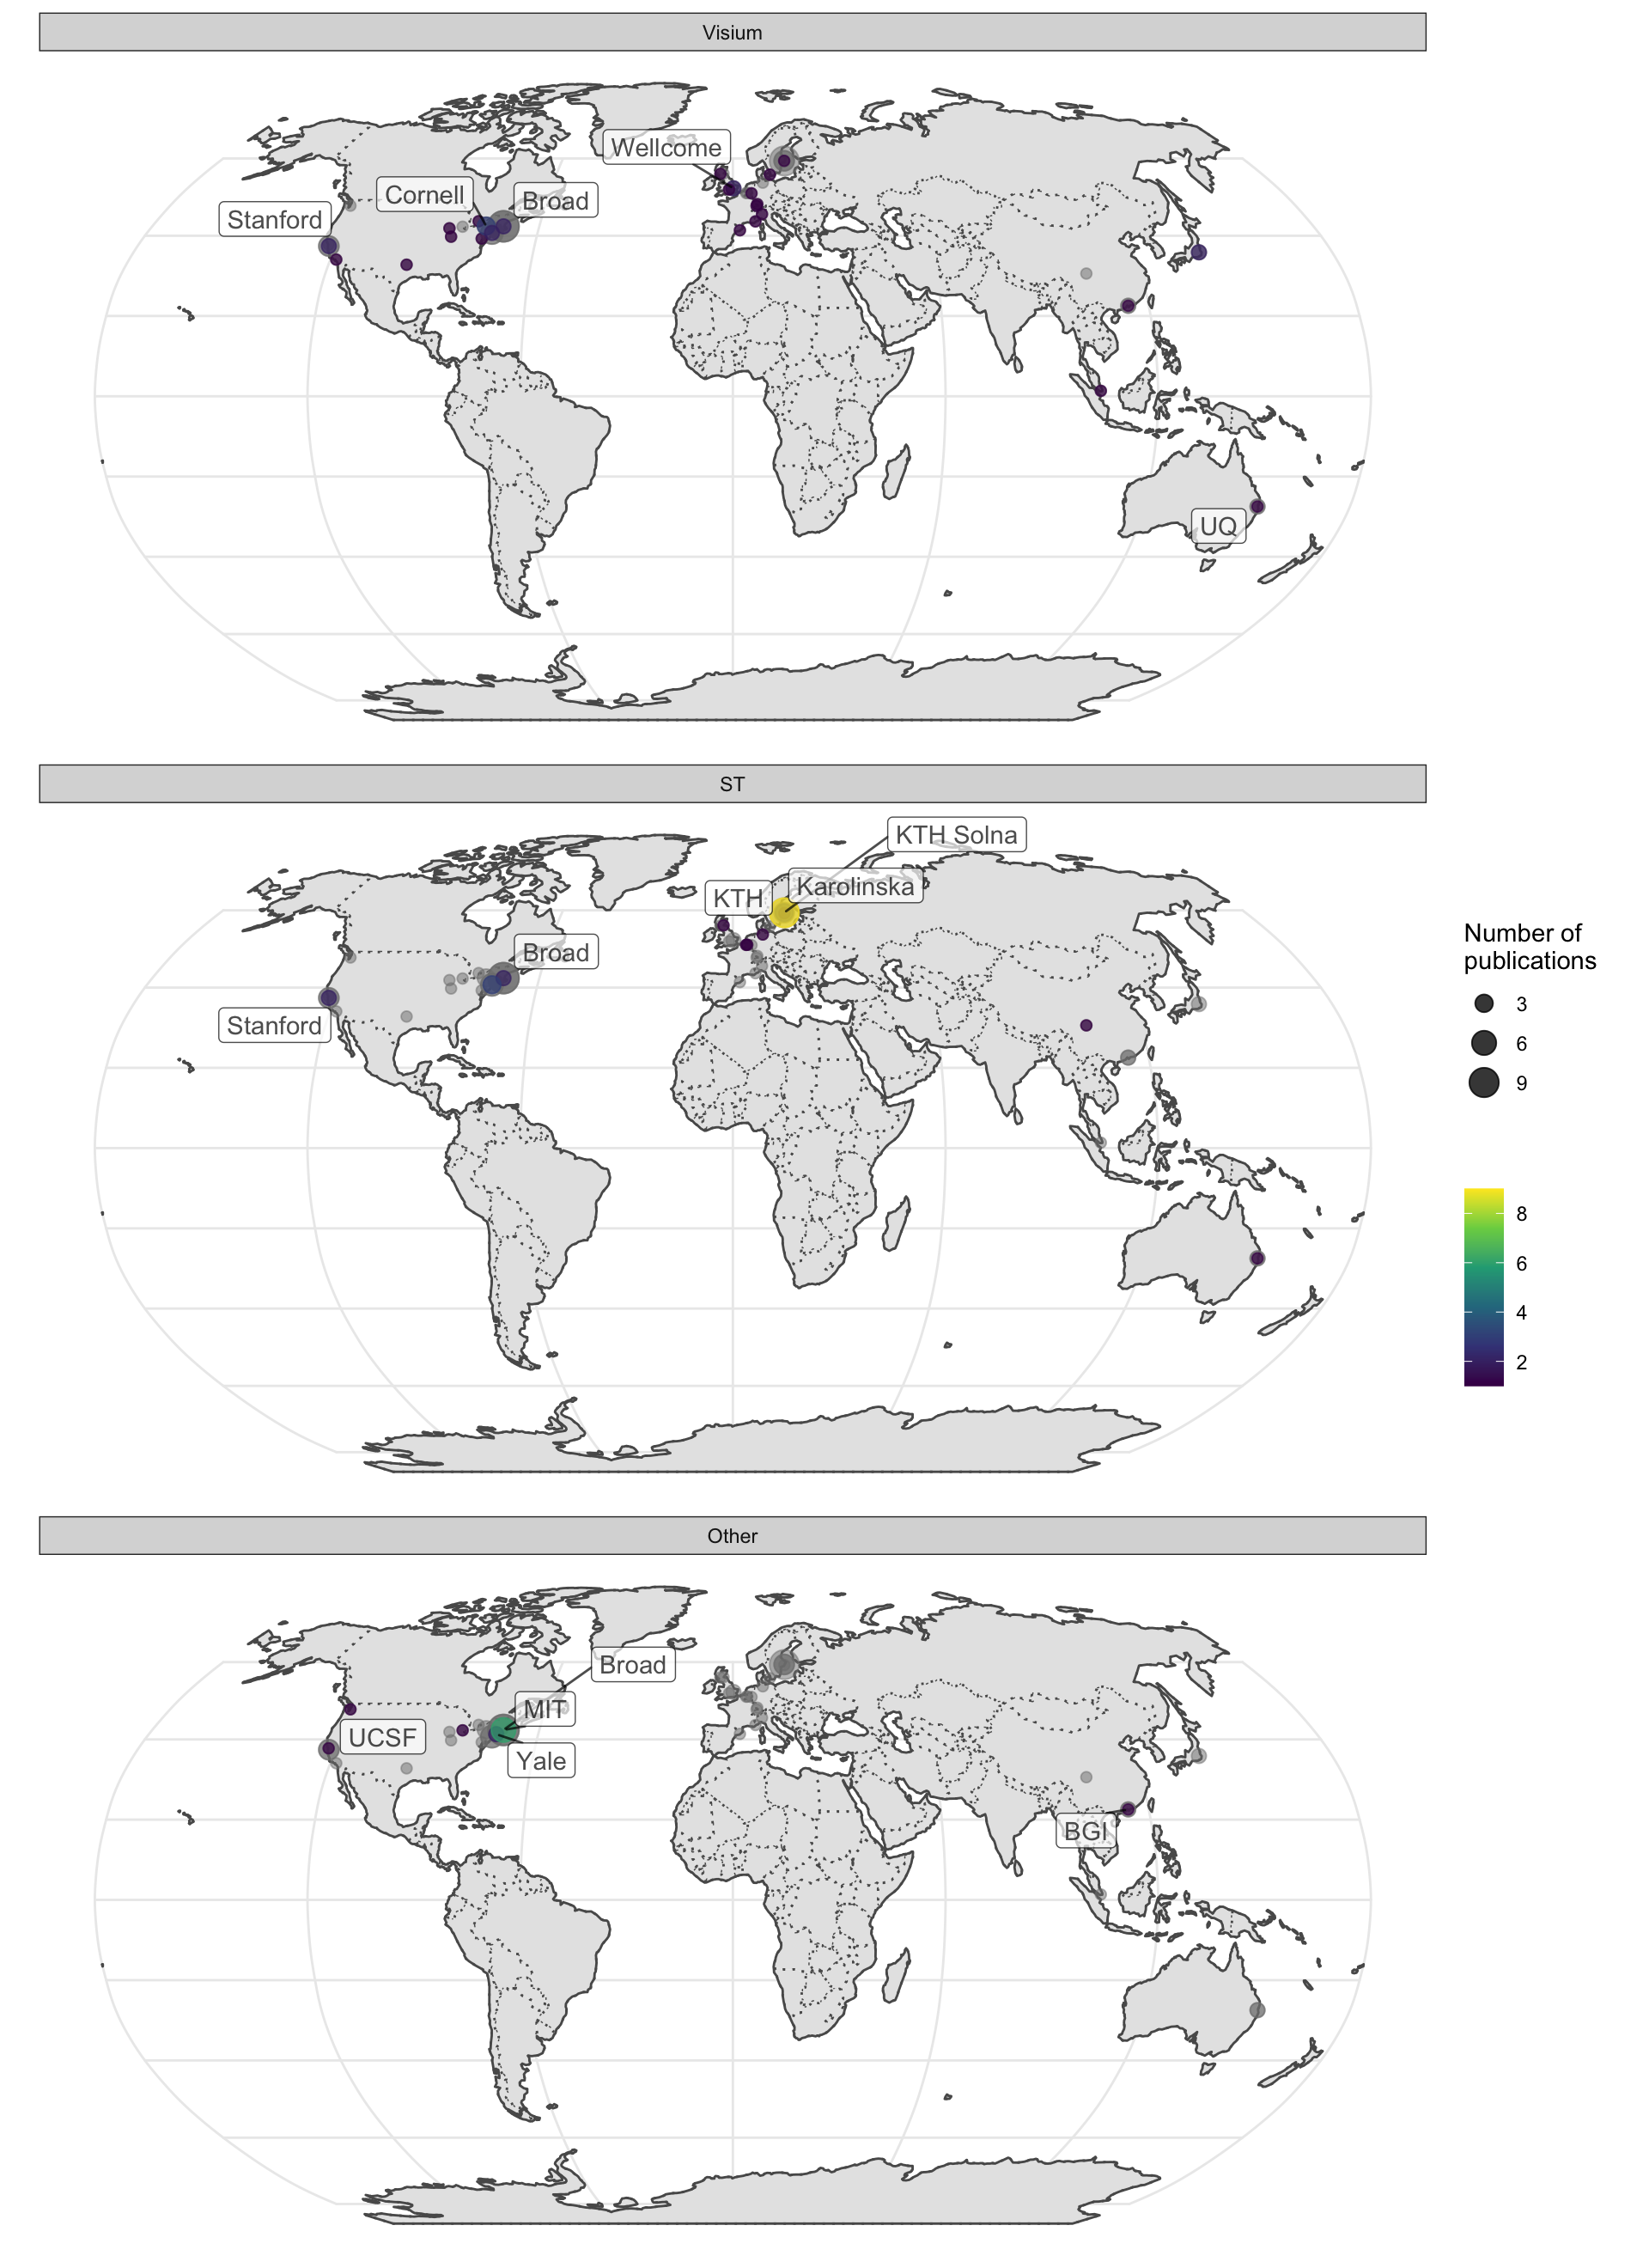 Visium
Wellcome
Cornell
Broad
Stanford
UQ
ST
KTH Solna
Karolinska
KTH
Broad
Stanford
Number of
publications
3
6
9
8
6
4
2
Other
Broad
MIT
UCSF
Yale
BGI